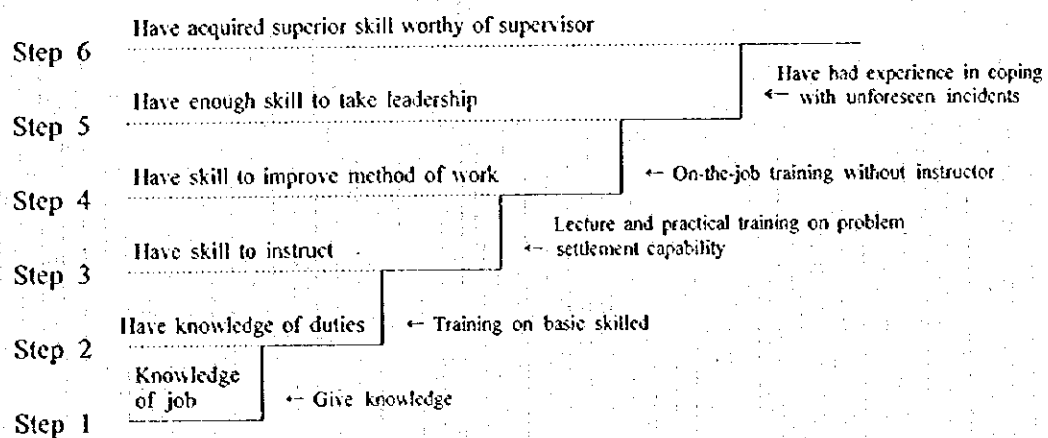 Have acquired superior skill worthy of supervisor
Step 6
Have had experience in coping
← with unforeseen incidents
Have enough skill to take leadership
Step 5
Have skill to improve method of work
← On-the-job training without instructor
Step 4
Lecture and practical training on problem
← settlement capability
Have skill to instruct
Step 3
Have knowledge of duties
← Training on basic skilled
Step 2
Knowledge
of job
← Give knowledge
Step 1